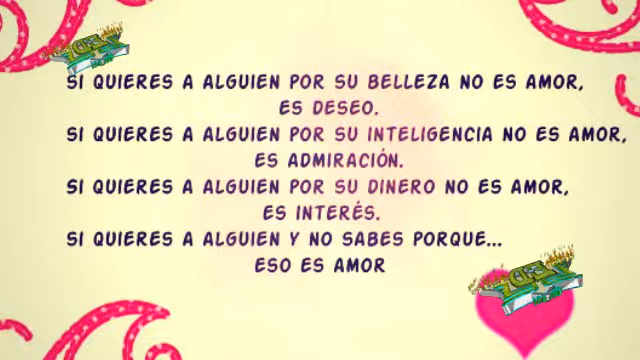 SI QUIERES A ALGUIEN POR SU BELLEZA NO ES AMOR,
ES DESEO.
SI QUIERES A ALGUIEN POR SU INTELIGENCIA NO ES AMOR,
ES ADMIRACIÓN.
SI QUIERES A ALGUIEN POR SU DINERO NO ES AMOR,
ES INTERÉS.
SI QUIERES A ALGUIEN Y NO SABES PORQUE...
ESO ES AMOR